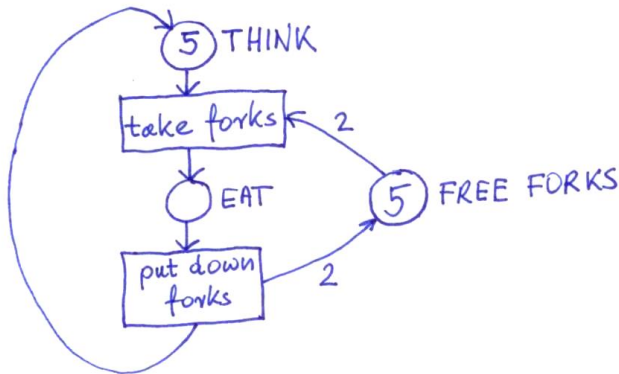 5 THINK
take forks
2
EAT
5 FREE FORKS
put down
forks
2